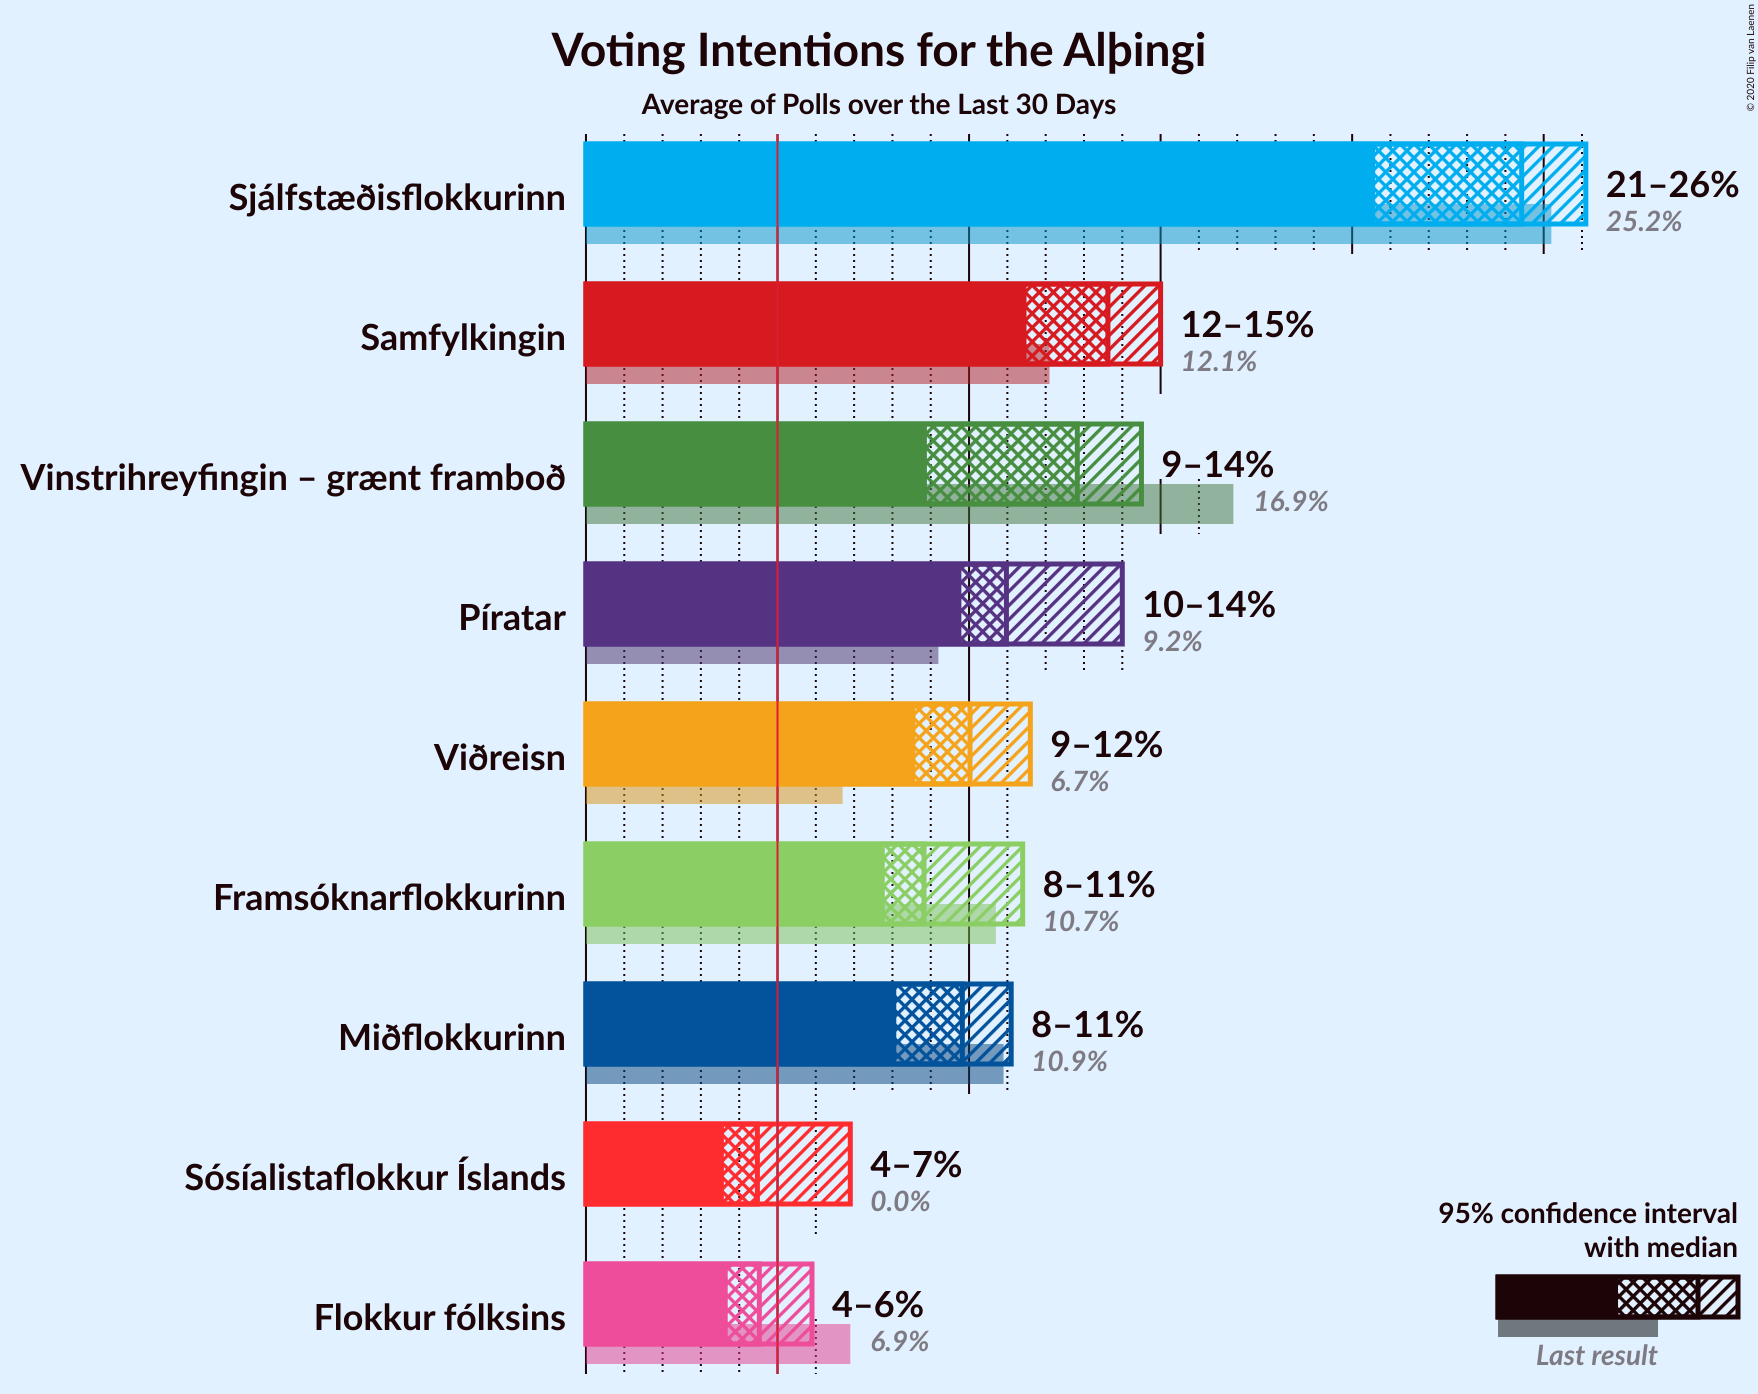 Voting Intentions for the Alþingi
Average of Polls over the Last 30 Days
© 2020 Filip van Laenen
Sjálfstæðisflokkurinn
21–26%
25.2%
Samfylkingin
12–15%
12.1%
Vinstrihreyfingin – grænt framboð
9–14%
16.9%
Píratar
10–14%
9.2%
Viðreisn
9–12%
6.7%
Framsóknarflokkurinn
8–11%
10.7%
Miðflokkurinn
8–11%
10.9%
Sósíalistaflokkur Íslands
4–7%
0.0%
Flokkur fólksins
4–6%
6.9%
95% confidence interval
with median
Last result